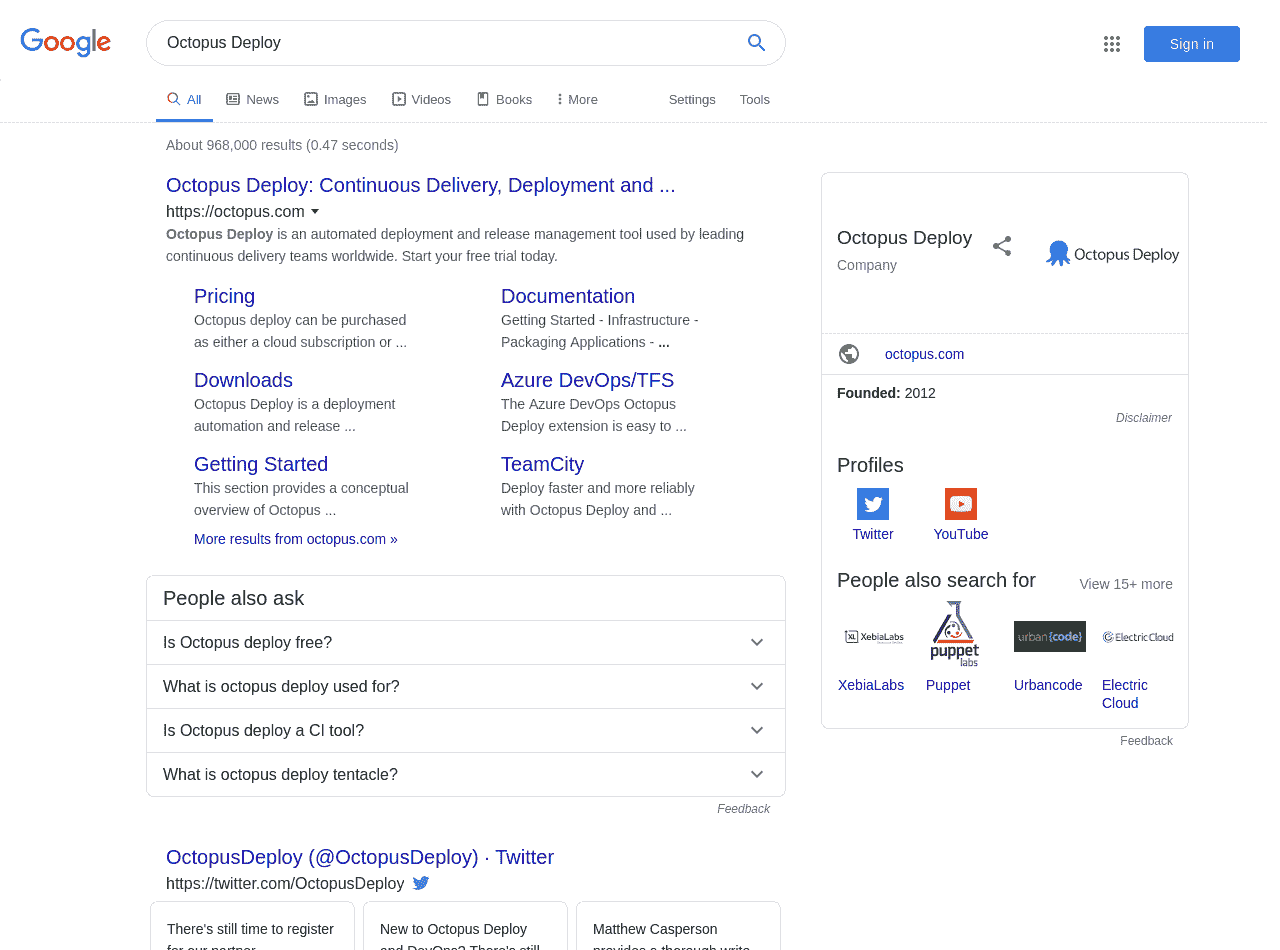 Google
Octopus Deploy
Sign in
All News Images Videos Books More Settings Tools
About 968,000 results (0.47 seconds)
Octopus Deploy: Continuous Delivery, Deployment and ...
https://octopus.com
Octopus Deploy is an automated deployment and release management tool used by leading
continuous delivery teams worldwide. Start your free trial today.
Pricing
Octopus deploy can be purchased
as either a cloud subscription or ...
Documentation
Getting Started - Infrastructure -
Packaging Applications - ...
Downloads
Octopus Deploy is a deployment
automation and release ...
Azure DevOps/TFS
The Azure DevOps Octopus
Deploy extension is easy to ...
Getting Started
This section provides a conceptual
overview of Octopus ...
TeamCity
Deploy faster and more reliably
with Octopus Deploy and ...
More results from octopus.com »
People also ask
Is Octopus deploy free?
What is octopus deploy used for?
Is Octopus deploy a CI tool?
What is octopus deploy tentacle?
Feedback
OctopusDeploy (@OctopusDeploy) · Twitter
https://twitter.com/OctopusDeploy
There's still time to register
for our partner
New to Octopus Deploy
and DevOps? There's still
Matthew Casperson
provides a thorough write
Octopus Deploy
Company
Octopus Deploy
octopus.com
Founded: 2012
Disclaimer
Profiles
Twitter YouTube
People also search for View 15+ more
XL XebiaLabs
puppet
labs
urban{code}
ElectricCloud
XebiaLabs Puppet Urbancode Electric
Cloud
Feedback